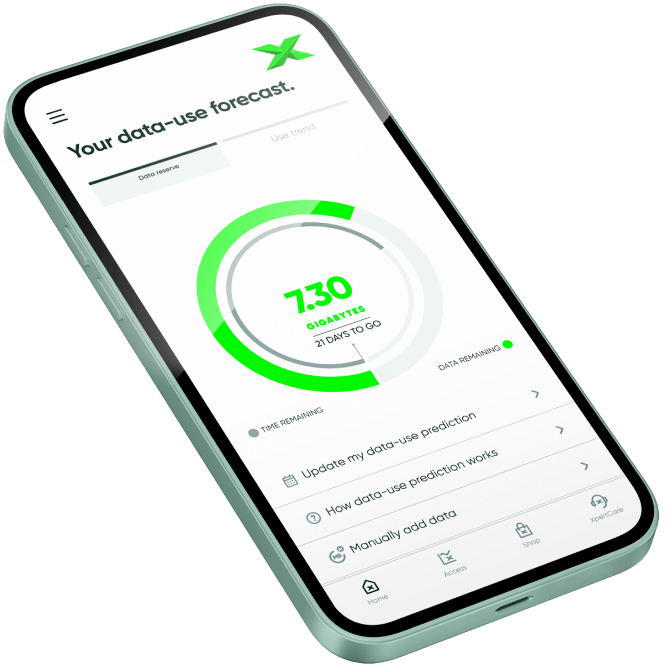 Your data-use forecast.
Data reserve
Use trend
7.30
GIGABYTES
21 DAYS TO GO
DATA REMAINING
TIME REMAINING
Update my data-use prediction
How data-use prediction works
Manually add data
MB
Home
Access
Shop
XpertCare